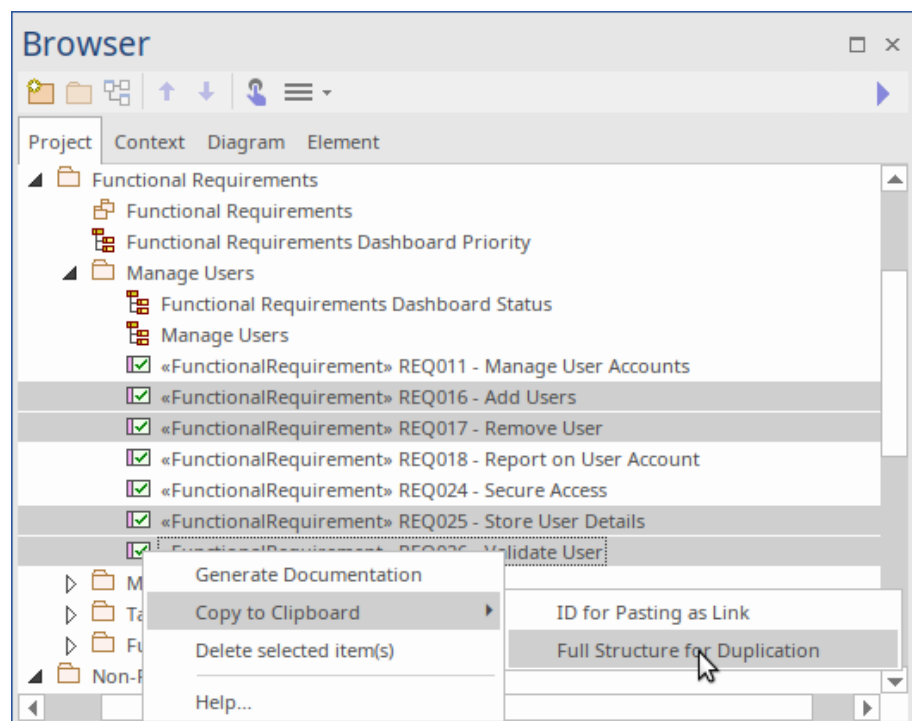 Browser
Project Context Diagram Element
Functional Requirements
Functional Requirements
Functional Requirements Dashboard Priority
Manage Users
Functional Requirements Dashboard Status
Manage Users
«FunctionalRequirement» REQ011 - Manage User Accounts
«FunctionalRequirement» REQ016 - Add Users
«FunctionalRequirement» REQ017 - Remove User
«FunctionalRequirement» REQ018 - Report on User Account
«FunctionalRequirement» REQ024 - Secure Access
«FunctionalRequirement» REQ025 - Store User Details
«FunctionalRequirement» REQ026 - Validate User
Generate Documentation
Copy to Clipboard
ID for Pasting as Link
Delete selected item(s)
Full Structure for Duplication
Help...